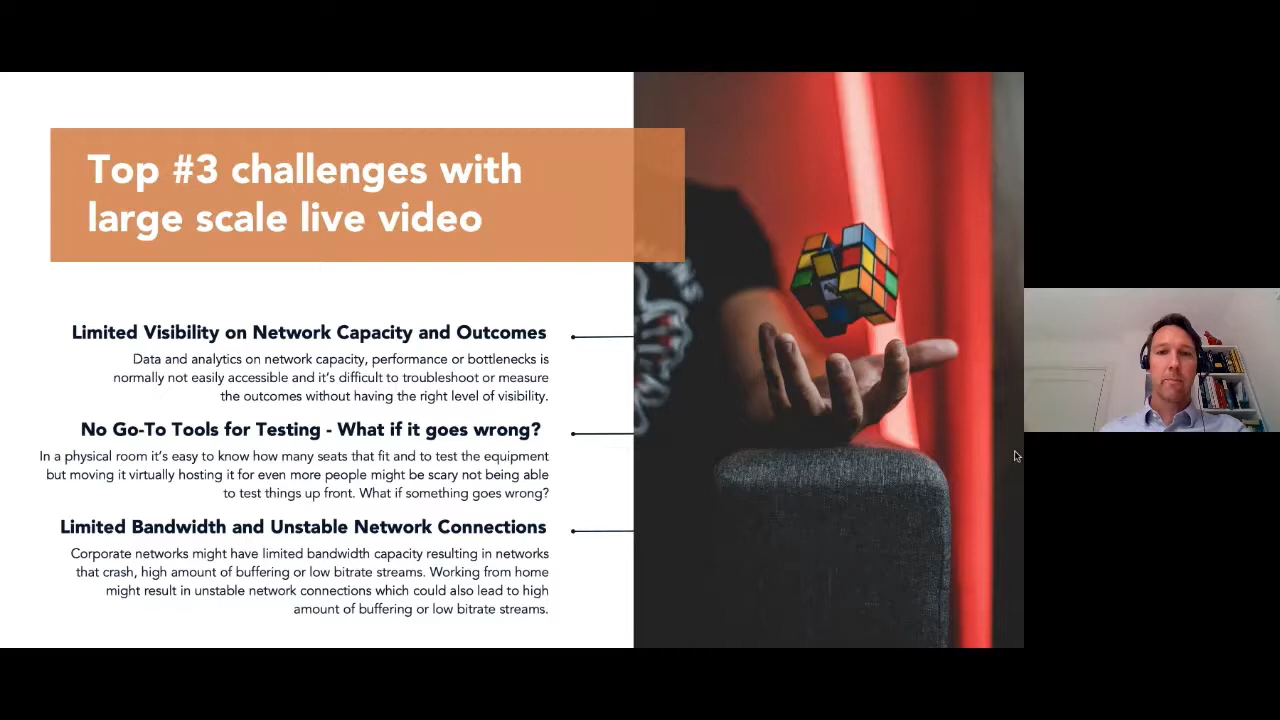 Top #3 challenges with
large scale live video
Limited Visibility on Network Capacity and Outcomes
Data and analytics on network capacity, performance or bottlenecks is
normally not easily accessible and it's difficult to troubleshoot or measure
the outcomes without having the right level of visibility.
No Go-To Tools for Testing - What if it goes wrong?
In a physical room it's easy to know how many seats that fit and to test the equipment
but moving it virtually hosting it for even more people might be scary not being able
to test things up front. What if something goes wrong?
Limited Bandwidth and Unstable Network Connections
Corporate networks might have limited bandwidth capacity resulting in networks
that crash, high amount of buffering or low bitrate streams. Working from home
might result in unstable network connections which could also lead to high
amount of buffering or low bitrate streams.